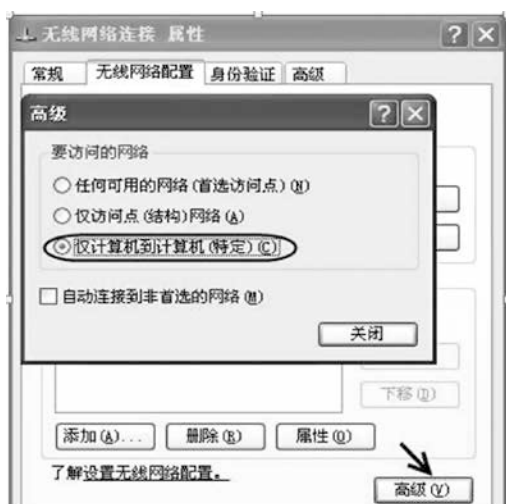 无线网络连接 属性
常规 无线网络配置 身份验证 高级
高级
要访问的网络
任何可用的网络(首选访问点)(N)
仅访问点(结构)网络(A)
仅计算机到计算机(特定)(C)
自动连接到非首选的网络(N)
关闭
下移(D)
添加(A)... 删除(R) 属性(O)
了解设置无线网络配置。
高级(V)